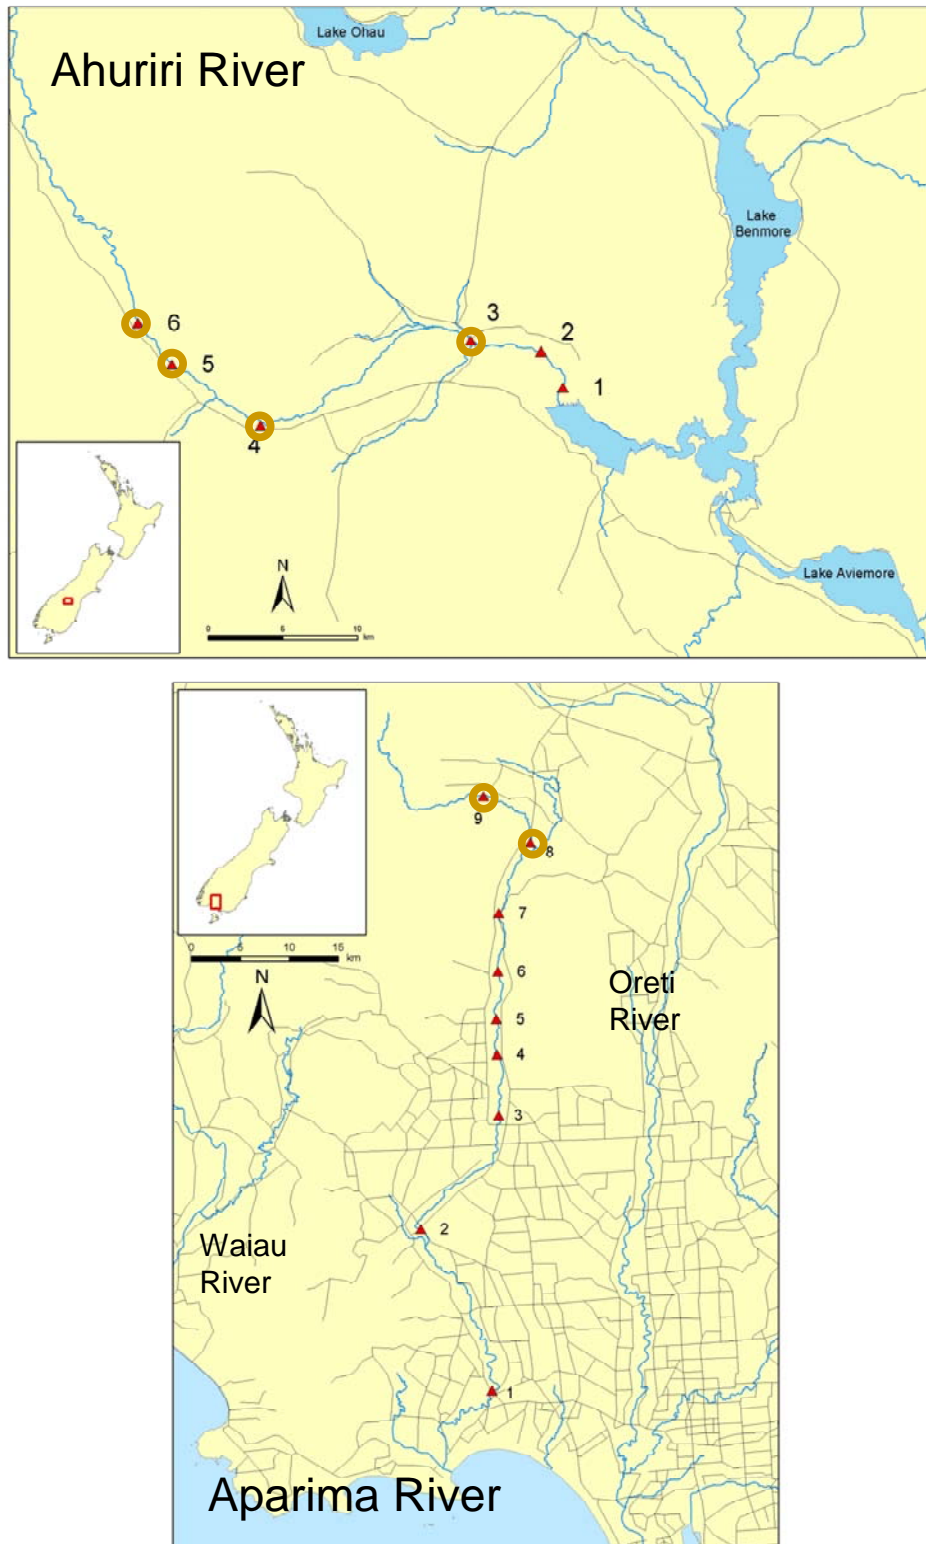 Lake Ohau
Ahuriri River
Lake
Benmore
6
3
2
5
1
4
Lake Aviemore
N
0 5 10
km
9
8
7
0 5 10 15
km
6
N
Oreti
River
5
4
3
2
Waiau
River
1
Aparima River